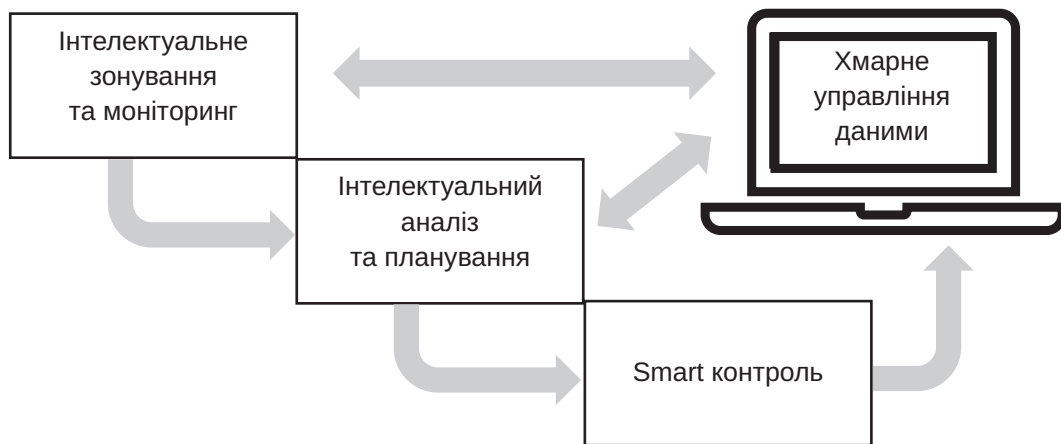 Інтелектуальне
зонування
та моніторинг
Хмарне
управління
даними
Інтелектуальний
аналіз
та планування
Smart контроль